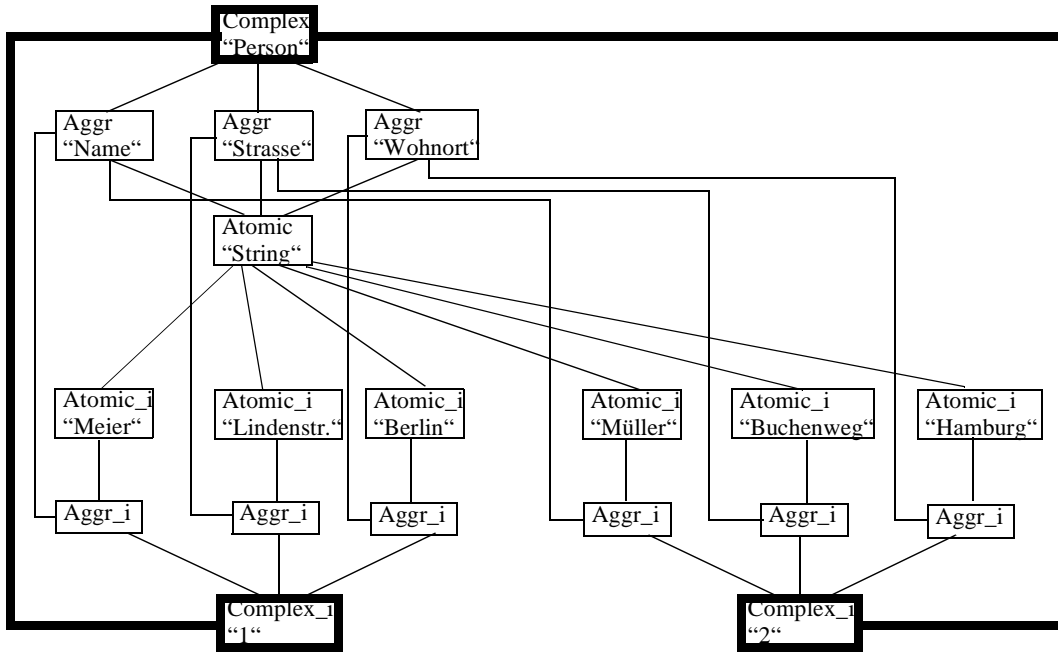 Complex
“Person“
Aggr
“Name“
Aggr
“Strasse“
Aggr
“Wohnort“
Atomic
“String“
Atomic_i
“Meier“
Atomic_i
“Lindenstr.“
Atomic_i
“Berlin“
Atomic_i
“Müller“
Atomic_i
“Buchenweg“
Atomic_i
“Hamburg“
Aggr_i
Aggr_i
Aggr_i
Aggr_i
Aggr_i
Aggr_i
Complex_i
“1“
Complex_i
“2“